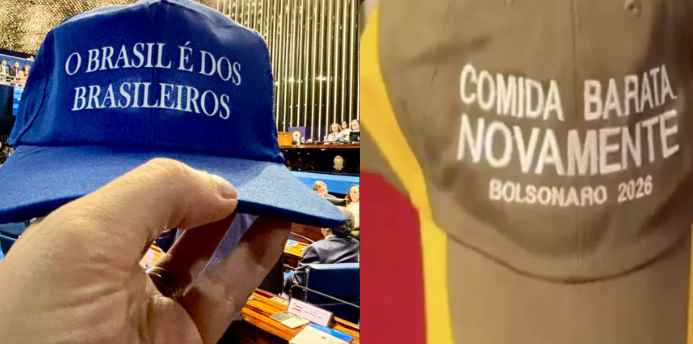 O BRASIL É DOS
BRASILEIROS
COMIDA BARATA
NOVAMENTE
BOLSONARO 2026